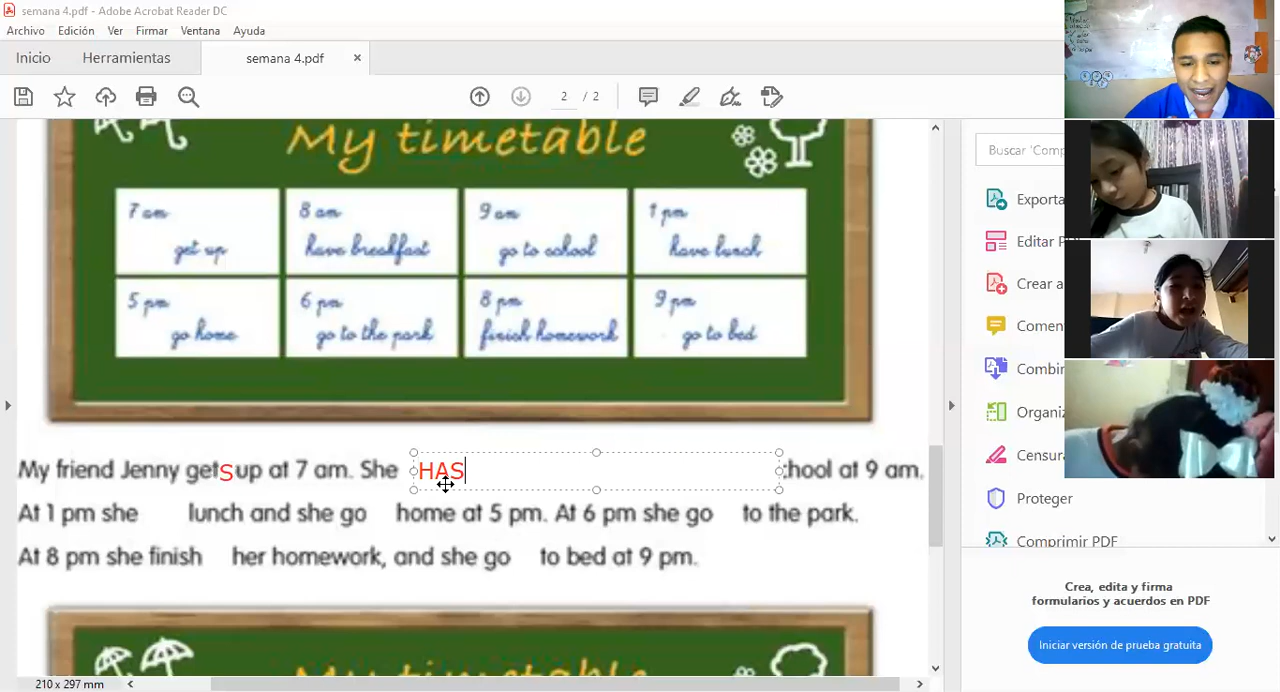 semana 4.pdf - Adobe Acrobat Reader DC
Archivo Edición Ver Firmar Ventana Ayuda
Inicio Herramientas semana 4.pdf ×
2 / 2
Buscar 'Comp
My timetable
7 am 8 am 9 am 1 pm
get up have breakfast go to school have lunch
5 pm 6 pm 8 pm 9 pm
go home go to the park finish homework go to bed
My friend Jenny gets up at 7 am. She HAS chool at 9 am.
At 1 pm she lunch and she go home at 5 pm. At 6 pm she go to the park.
At 8 pm she finish her homework, and she go to bed at 9 pm.
My timetable
Exporta
Editar P
Crear a
Comen
Combin
Organiz
Censura
Proteger
Comprimir PDF
Crea, edita y firma
formularios y acuerdos en PDF
Iniciar versión de prueba gratuita
210 x 297 mm